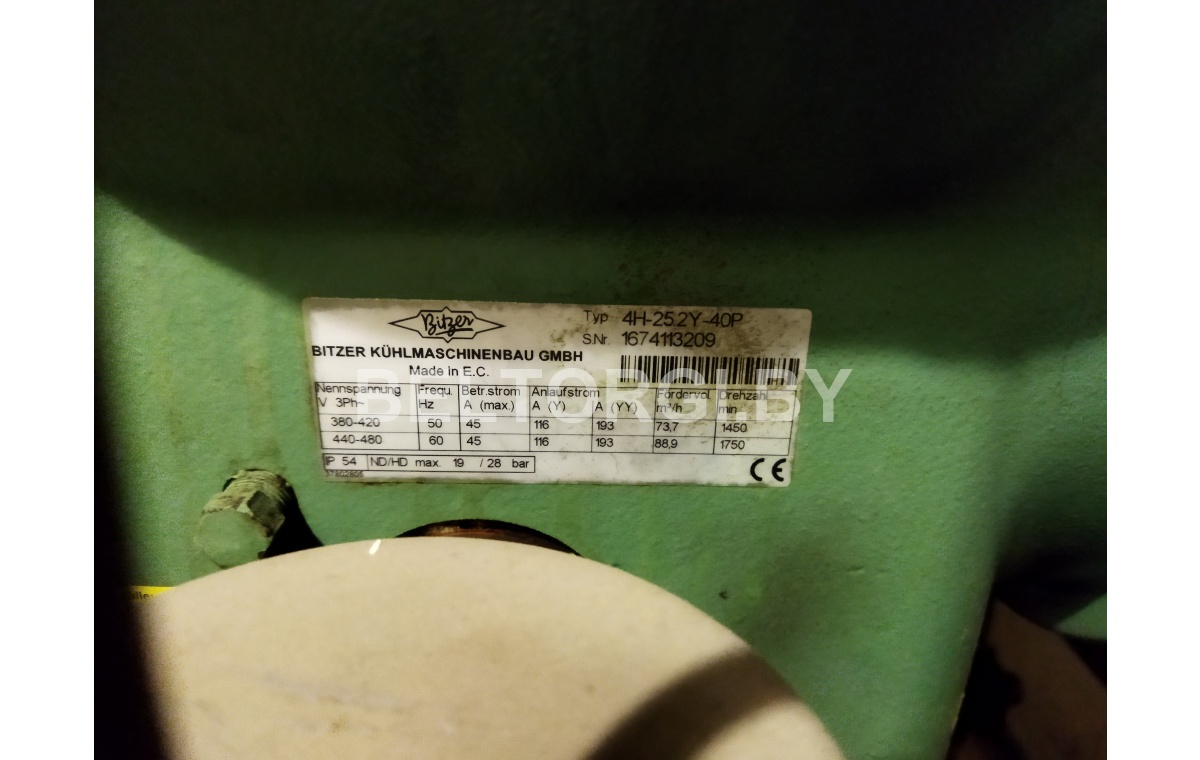 Bitzer
Typ 4H-25.2Y-40P
S.Nr. 1674113209
BITZER KÜHLMASCHINENBAU GMBH
Made in E.C.
Nennspannung Frequ. Betr.strom Anlaufstrom Fördervol. Drehzahl
V 3Ph~ Hz A (max.) A (Y) A (YY) m³/h min
380-420 50 45 116 193 73,7 1450
440-480 60 45 116 193 88,9 1750
IP 54 ND/HD max. 19 / 28 bar
CE
BELTORGI.BY